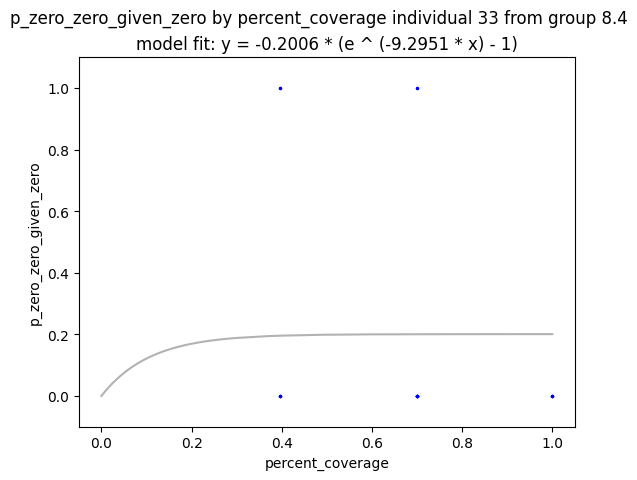 p_zero_zero_given_zero by percent_coverage individual 33 from group 8.4
model fit: y = -0.2006 * (e ^ (-9.2951 * x) - 1)
1.0
0.8
0.6
0.4
0.2
0.0
p_zero_zero_given_zero
0.0 0.2 0.4 0.6 0.8 1.0
percent_coverage